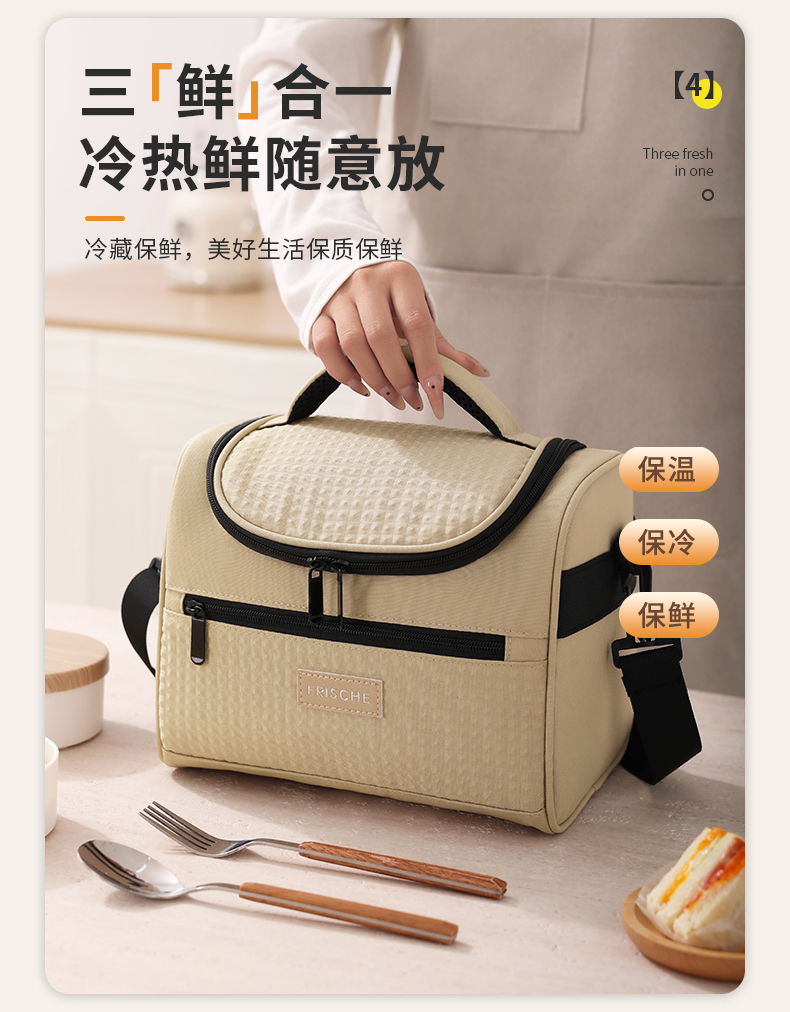 三「鲜」合一
冷热鲜随意放
冷藏保鲜，美好生活保质保鲜
【4】
Three fresh
in one
保温
保冷
保鲜
FRISCHE